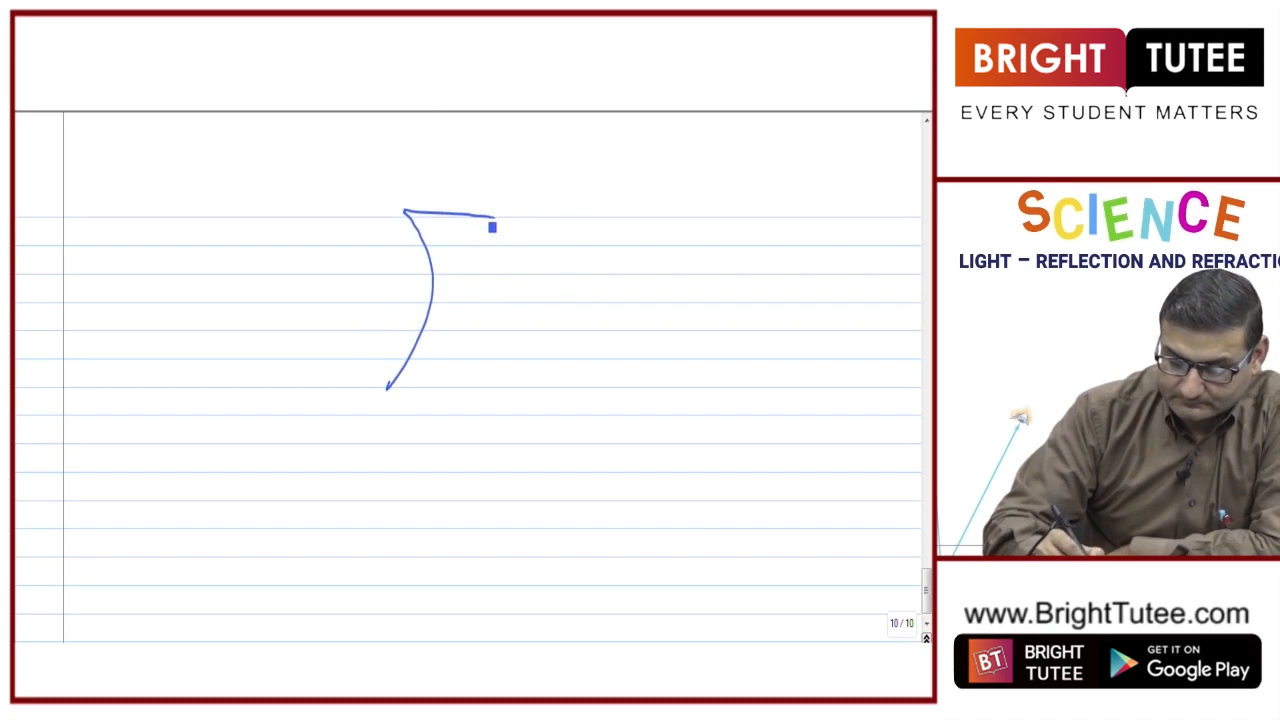 BRIGHT TUTEE
EVERY STUDENT MATTERS
SCIENCE
LIGHT – REFLECTION AND REFRACTI
10 / 10
www.BrightTutee.com
BT
BRIGHT
TUTEE
GET IT ON
Google Play